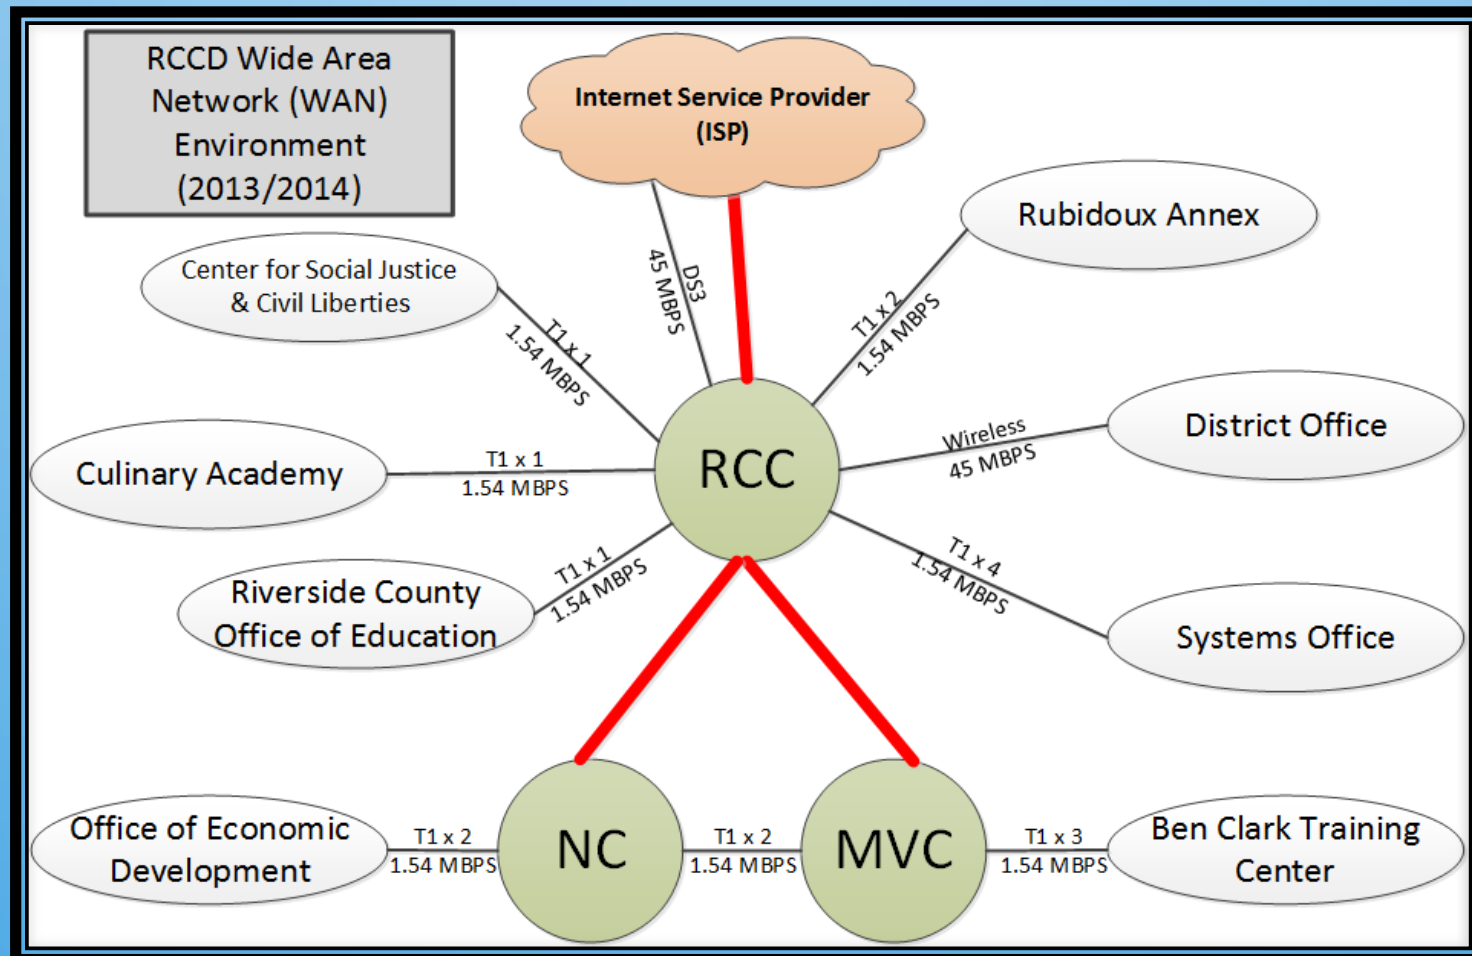 RCCD Wide Area
Network (WAN)
Environment
(2013/2014)
Internet Service Provider
(ISP)
Rubidoux Annex
Center for Social Justice
& Civil Liberties
DS3
45 MBPS
T1 x 2
1.54 MBPS
T1 x 1
1.54 MBPS
District Office
Wireless
45 MBPS
Culinary Academy
T1 x 1
1.54 MBPS
RCC
T1 x 1
1.54 MBPS
T1 x 4
1.54 MBPS
Riverside County
Office of Education
Systems Office
Office of Economic
Development
T1 x 2
1.54 MBPS
NC
T1 x 2
1.54 MBPS
MVC
T1 x 3
1.54 MBPS
Ben Clark Training
Center